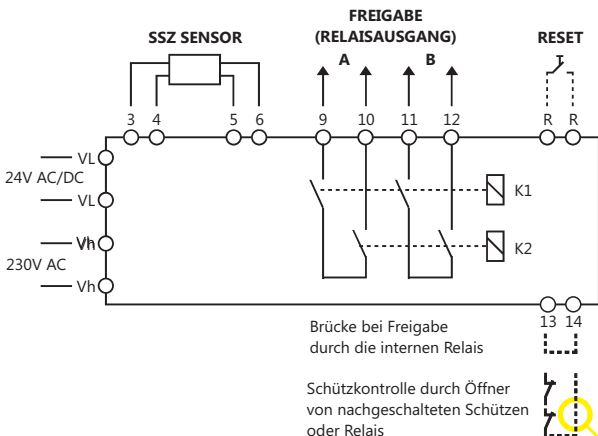 FREIGABE
(RELAISAUSGANG)
SSZ SENSOR
RESET
A B
3 4 5 6 9 10 11 12 R R
VL
24V AC/DC
VL
K1
Vh
230V AC
K2
Vh
13 14
Brücke bei Freigabe
durch die internen Relais
Schützkontrolle durch Öffner
von nachgeschalteten Schützen
oder Relais